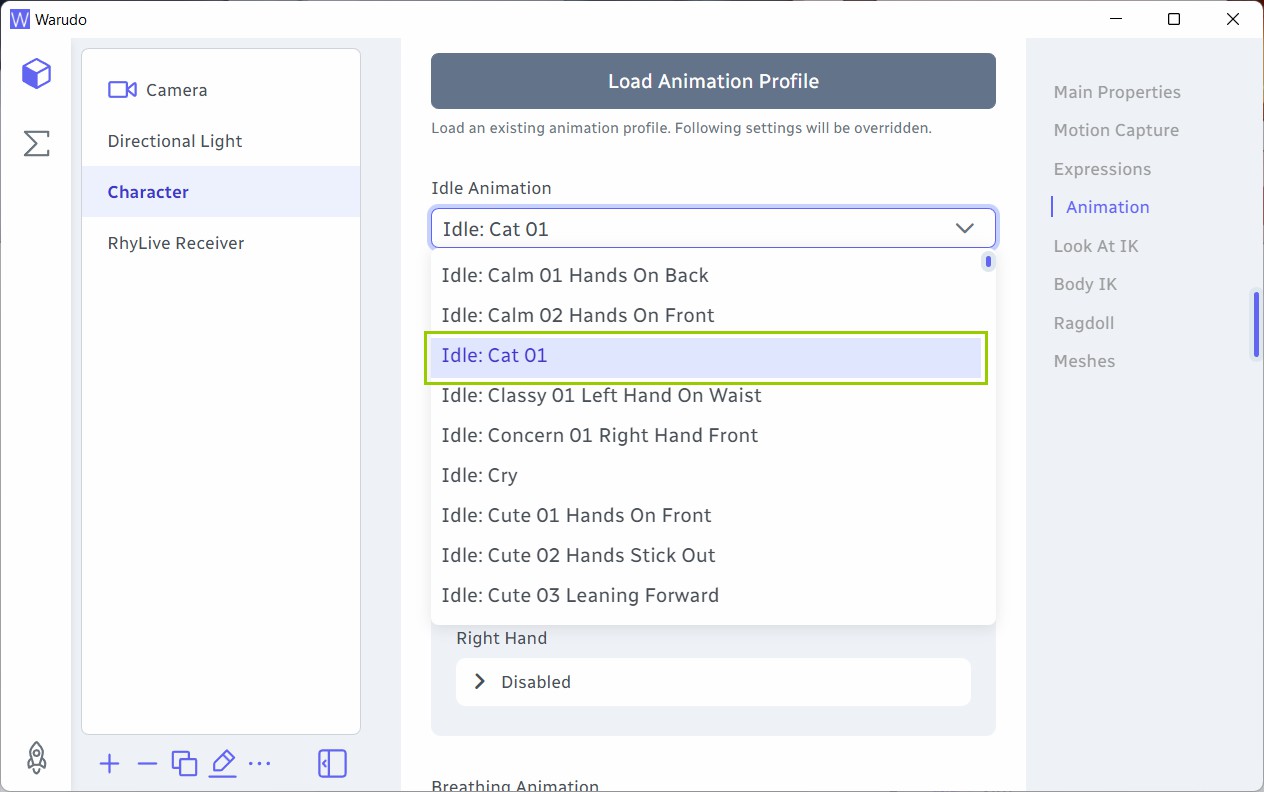 Warudo
Camera
Directional Light
Character
RhyLive Receiver
Load Animation Profile
Load an existing animation profile. Following settings will be overridden.
Idle Animation
Idle: Cat 01
Idle: Calm 01 Hands On Back
Idle: Calm 02 Hands On Front
Idle: Cat 01
Idle: Classy 01 Left Hand On Waist
Idle: Concern 01 Right Hand Front
Idle: Cry
Idle: Cute 01 Hands On Front
Idle: Cute 02 Hands Stick Out
Idle: Cute 03 Leaning Forward
Right Hand
Disabled
Breathing Animation
Main Properties
Motion Capture
Expressions
Animation
Look At IK
Body IK
Ragdoll
Meshes